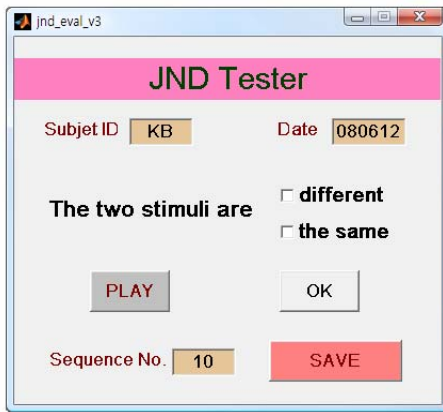 jnd_eval_v3
JND Tester
Subjet ID KB Date 080612
The two stimuli are
different
the same
PLAY OK
Sequence No. 10 SAVE